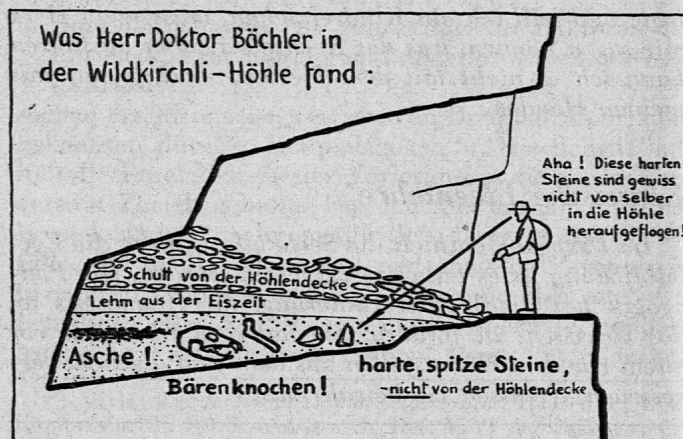 Was Herr Doktor Bächler in
der Wildkirchli-Höhle fand :
Aha ! Diese harten
Steine sind gewiss
nicht von selber
in die Höhle
heraufgeflogen!
Schutt von der Höhlendecke
Lehm aus der Eiszeit
Asche !
Bärenknochen !
harte, spitze Steine,
-nicht von der Höhlendecke